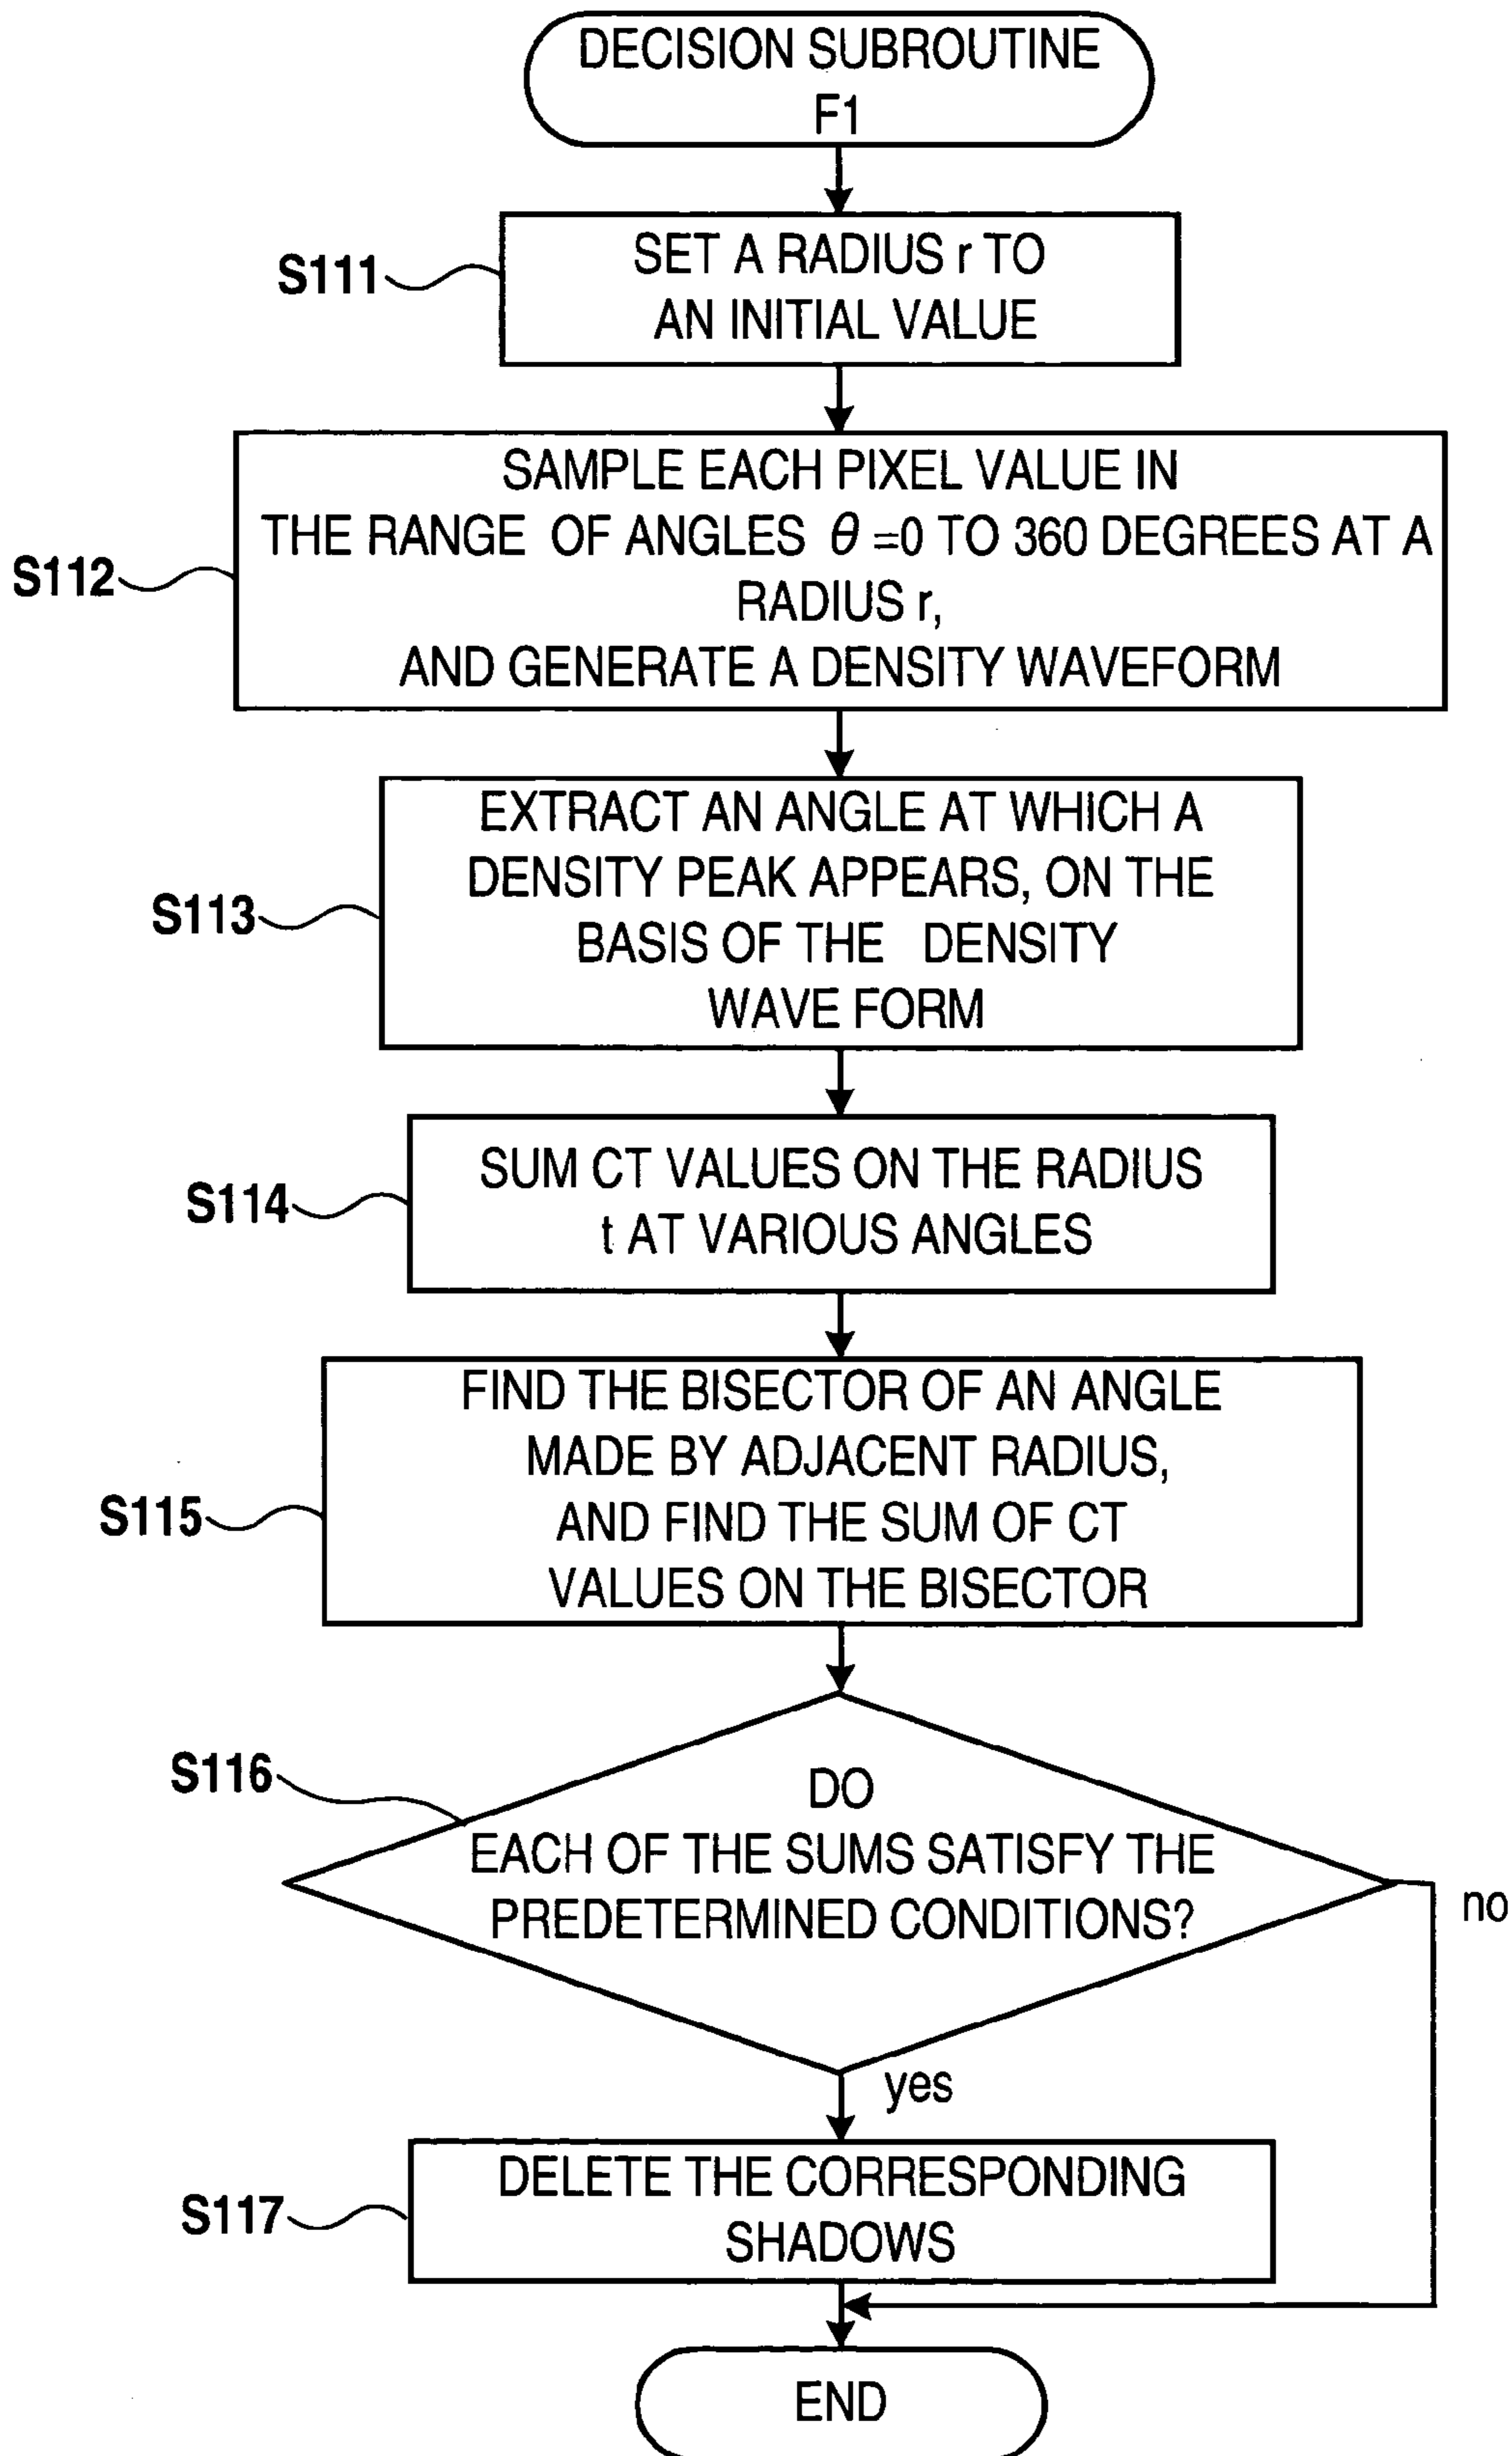 DECISION SUBROUTINE
F1
S111
SET A RADIUS r TO
AN INITIAL VALUE
S112
SAMPLE EACH PIXEL VALUE IN
THE RANGE OF ANGLES θ =0 TO 360 DEGREES AT A
RADIUS r,
AND GENERATE A DENSITY WAVEFORM
S113
EXTRACT AN ANGLE AT WHICH A
DENSITY PEAK APPEARS, ON THE
BASIS OF THE DENSITY
WAVE FORM
S114
SUM CT VALUES ON THE RADIUS
t AT VARIOUS ANGLES
S115
FIND THE BISECTOR OF AN ANGLE
MADE BY ADJACENT RADIUS,
AND FIND THE SUM OF CT
VALUES ON THE BISECTOR
S116
DO
EACH OF THE SUMS SATISFY THE
PREDETERMINED CONDITIONS?
no
yes
S117
DELETE THE CORRESPONDING
SHADOWS
END